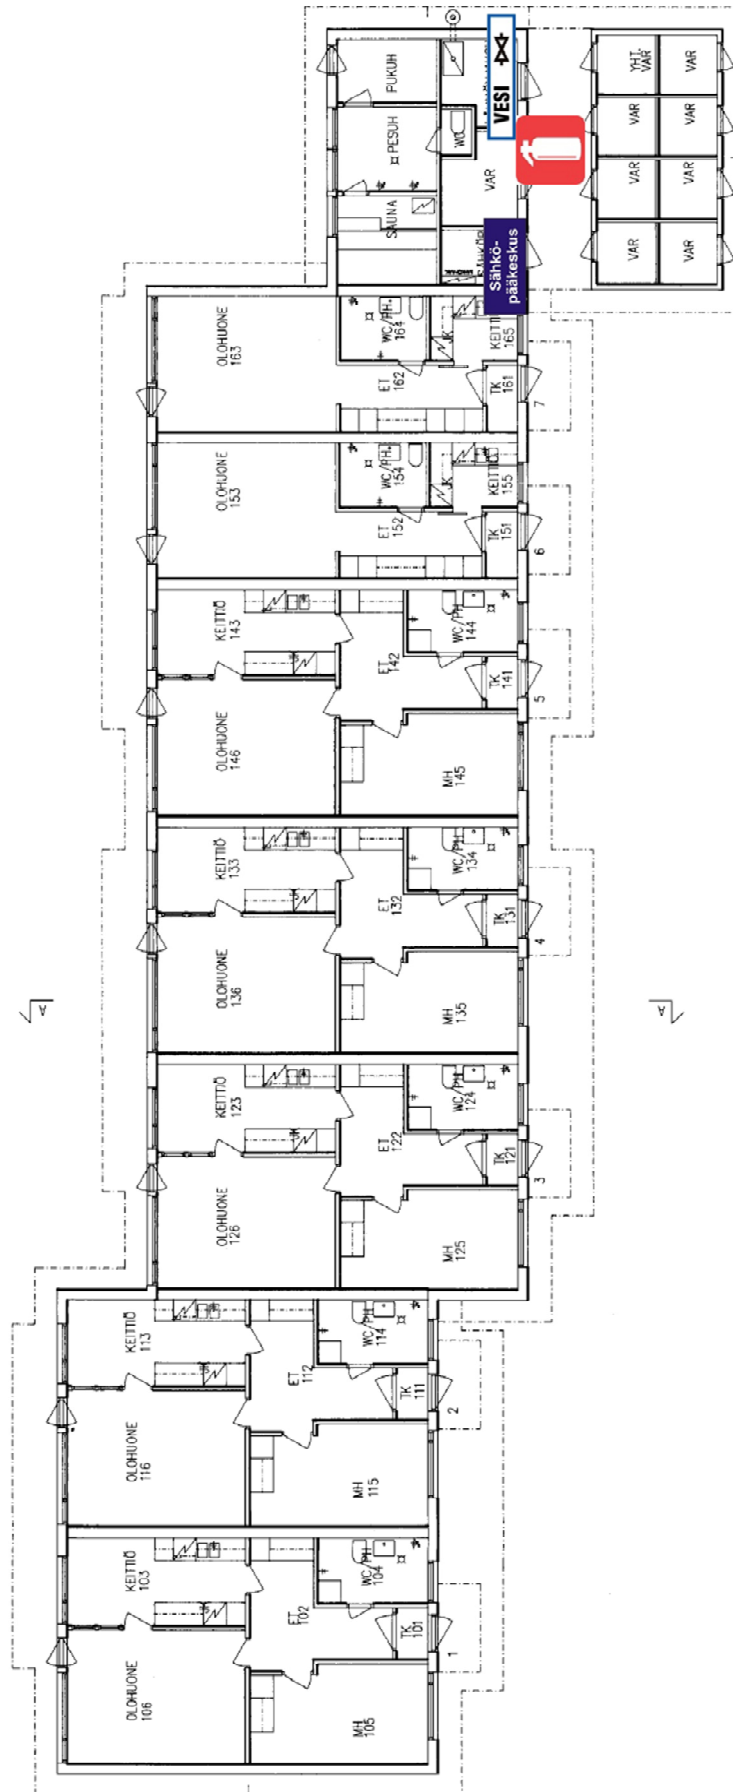 PUKUH
PESUH
SAUNA
WC
VAR
VESI
Sähkö-
pääkeskus
YHT.
VAR
VAR
VAR
VAR
VAR
VAR
VAR
VAR
OLOHUONE
163
WC/PH
164
ET
162
JK
KEITTIÖ
165
TK
161
7
OLOHUONE
153
WC/PH
154
ET
152
JK
KEITTIÖ
155
TK
151
6
KEITTIÖ
143
OLOHUONE
146
ET
142
WC/PH
144
TK
141
MH
145
5
KEITTIÖ
133
OLOHUONE
136
ET
132
WC/PH
134
TK
131
MH
135
4
A
A
KEITTIÖ
123
OLOHUONE
126
ET
122
WC/PH
124
TK
121
MH
125
3
KEITTIÖ
113
OLOHUONE
116
ET
112
WC/PH
114
TK
111
MH
115
2
KEITTIÖ
103
OLOHUONE
106
ET
102
WC/PH
104
TK
101
MH
105
1